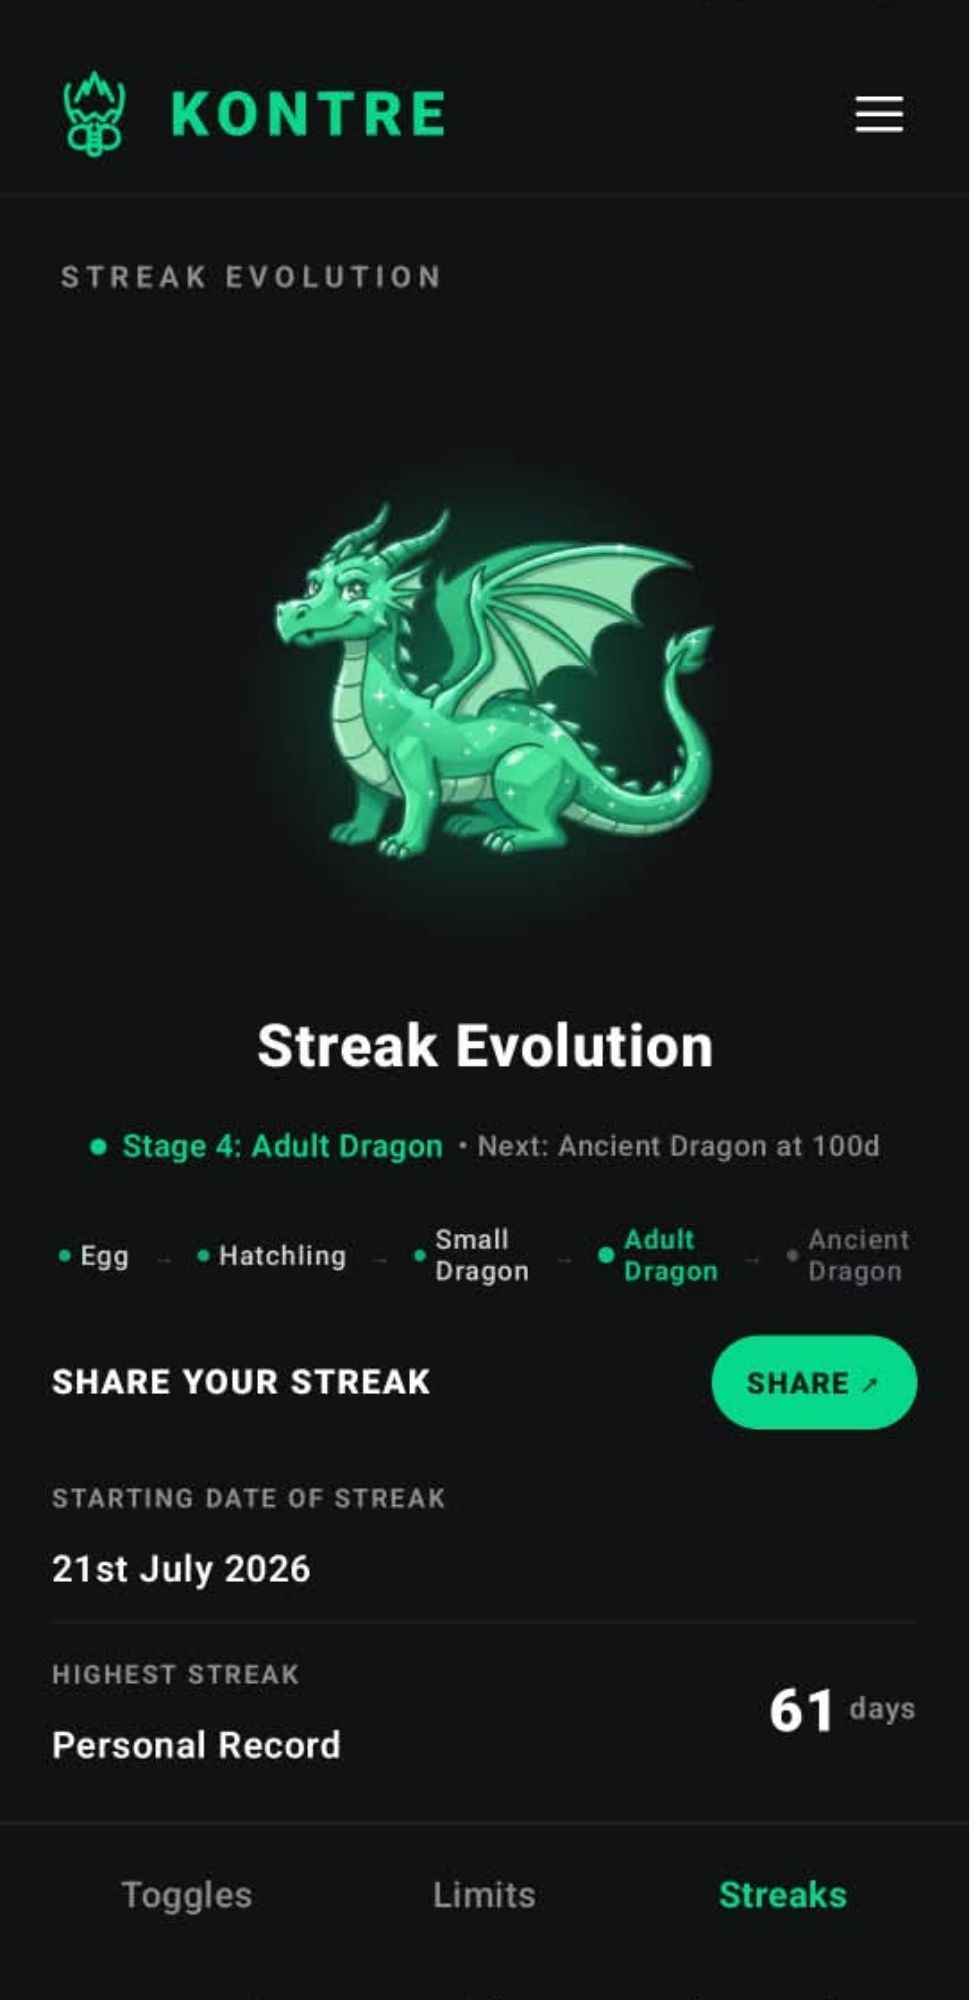 KONTRE
STREAK EVOLUTION
Streak Evolution
● Stage 4: Adult Dragon • Next: Ancient Dragon at 100d
● Egg → ● Hatchling → ● Small Dragon → ● Adult Dragon → ● Ancient Dragon
SHARE YOUR STREAK
SHARE ↗
STARTING DATE OF STREAK
21st July 2026
HIGHEST STREAK
Personal Record
61 days
Toggles Limits Streaks